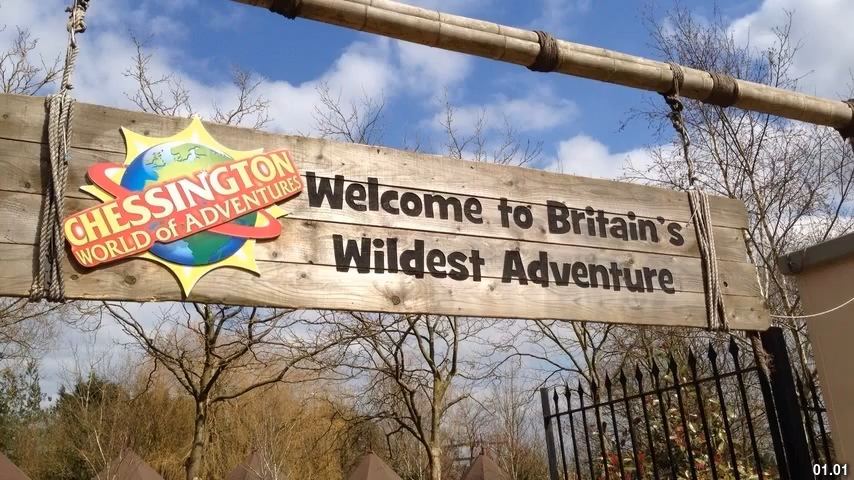 CHESSINGTON
WORLD OF ADVENTURES
Welcome to Britain's
Wildest Adventure
01.01